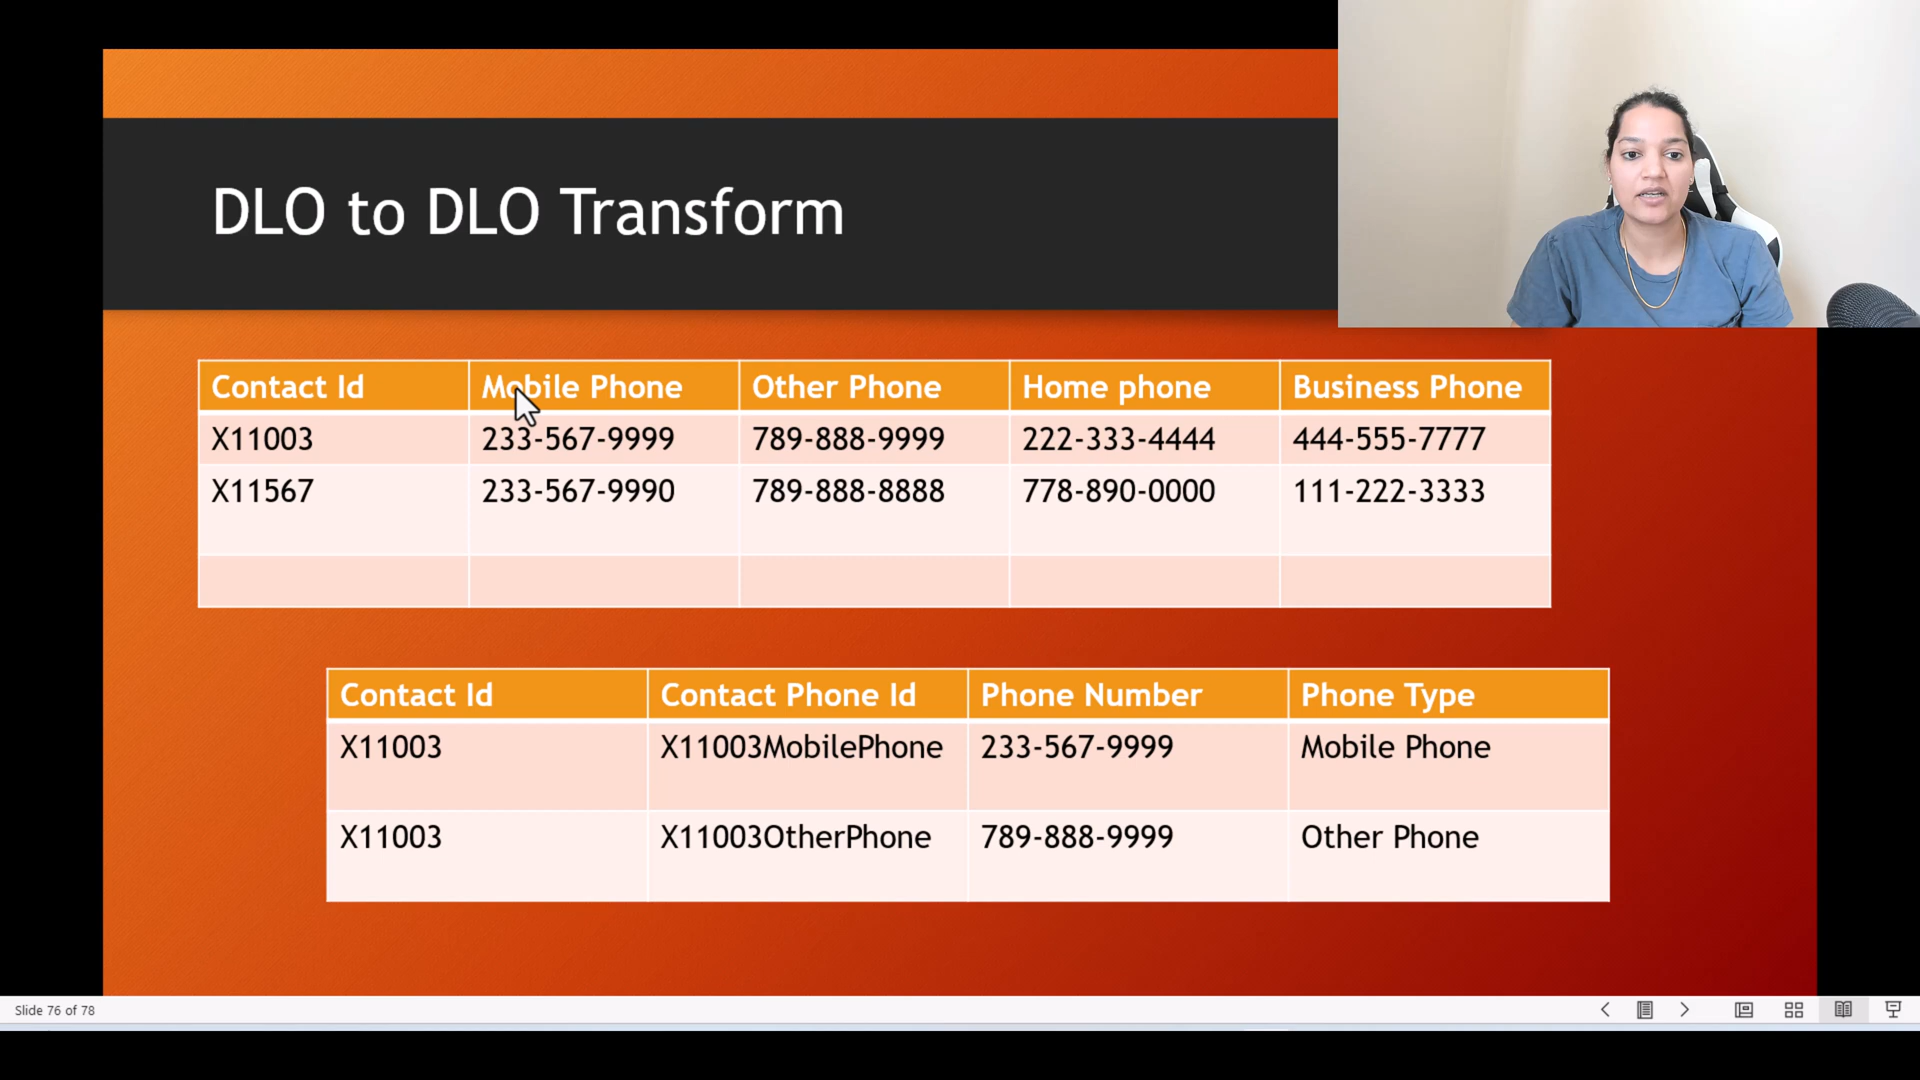 DLO to DLO Transform
Contact Id Mobile Phone Other Phone Home phone Business Phone
X11003 233-567-9999 789-888-9999 222-333-4444 444-555-7777
X11567 233-567-9990 789-888-8888 778-890-0000 111-222-3333
Contact Id Contact Phone Id Phone Number Phone Type
X11003 X11003MobilePhone 233-567-9999 Mobile Phone
X11003 X11003OtherPhone 789-888-9999 Other Phone
Slide 76 of 78